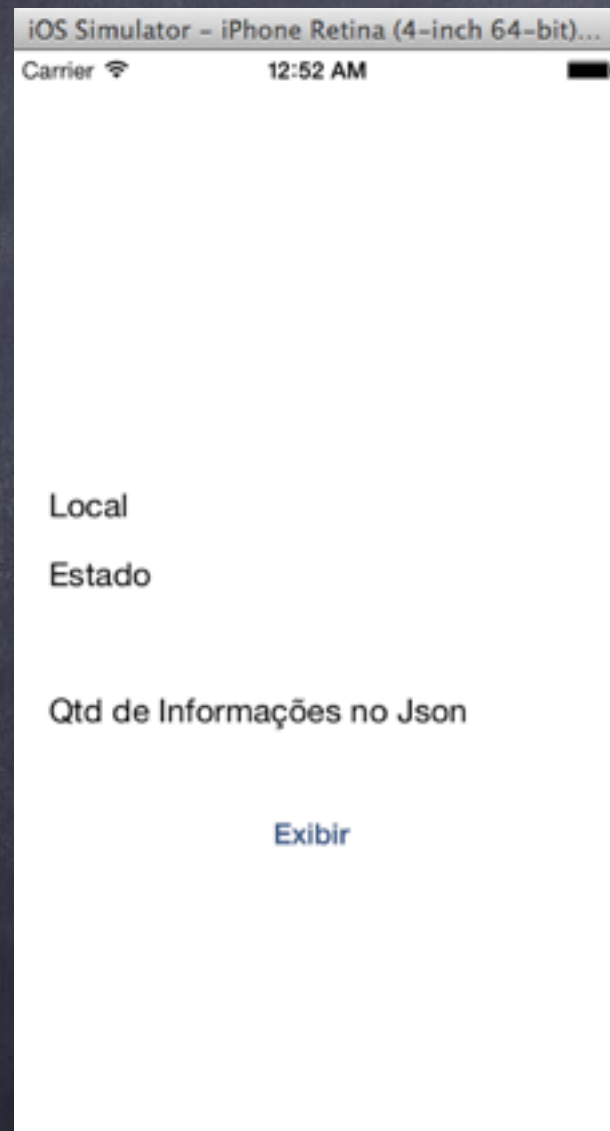 iOS Simulator – iPhone Retina (4-inch 64-bit)...
Carrier 12:52 AM
Local
Estado
Qtd de Informações no Json
Exibir